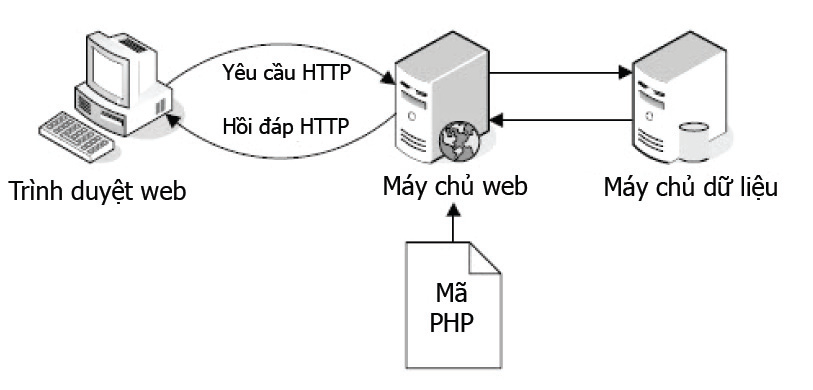 Yêu cầu HTTP
Hồi đáp HTTP
Trình duyệt web
Máy chủ web
Máy chủ dữ liệu
Mã
PHP